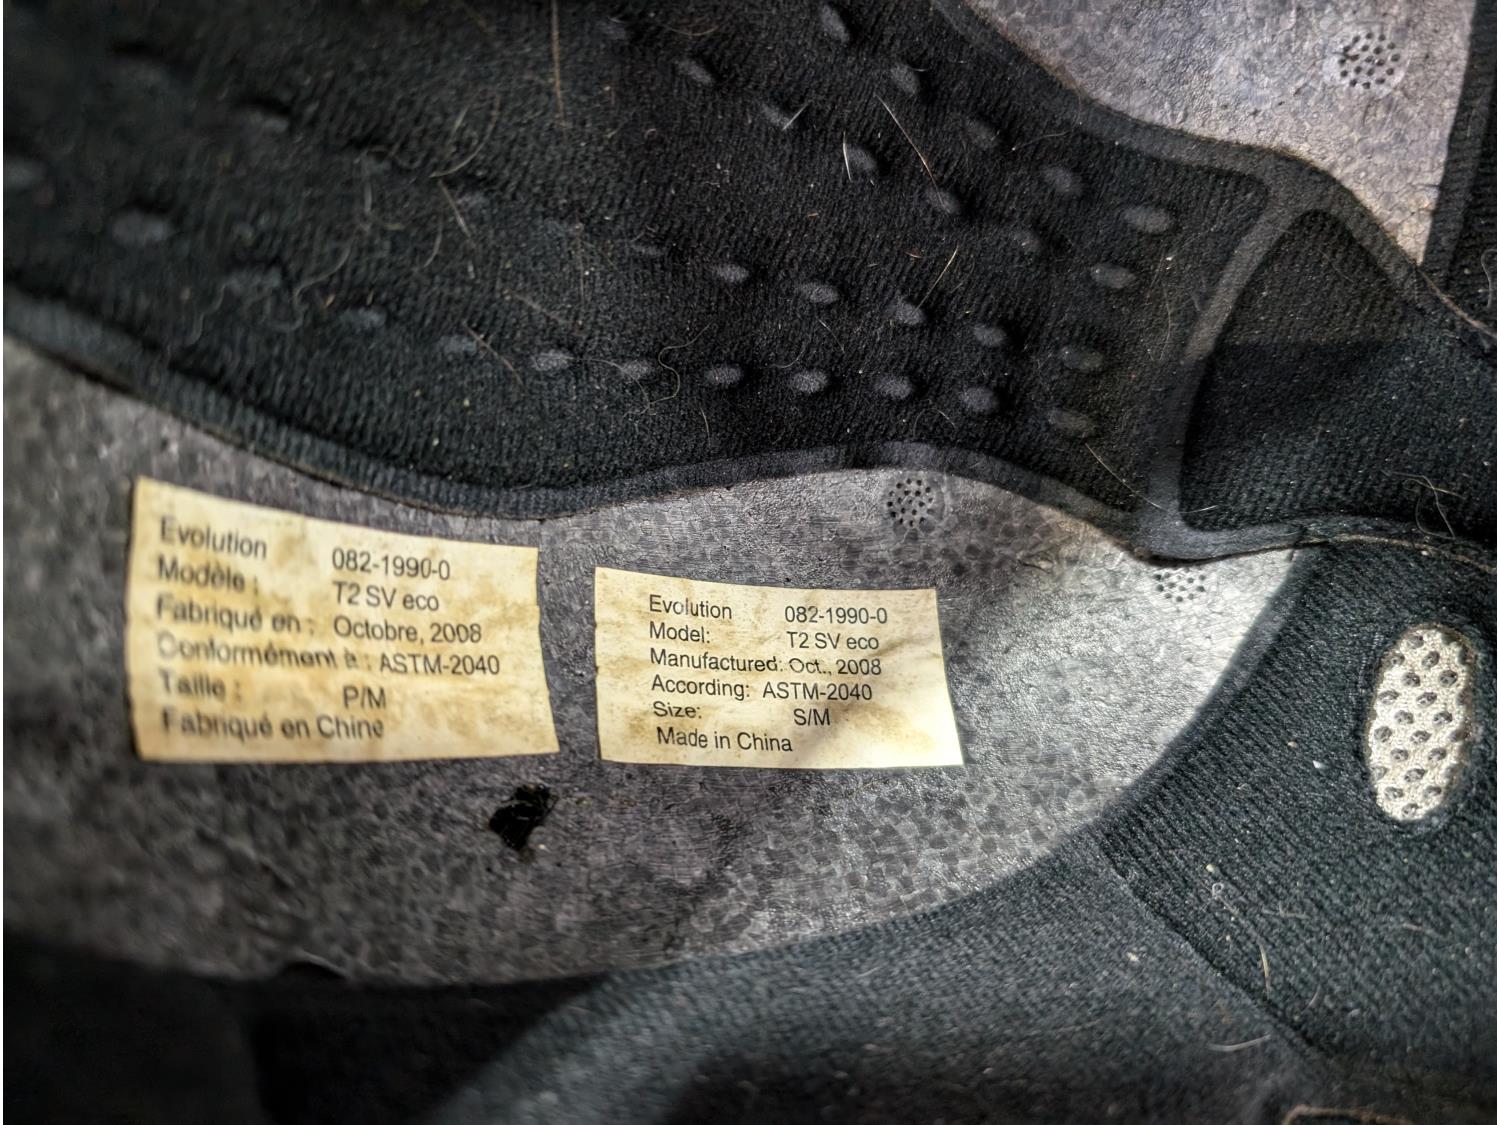 Evolution 082-1990-0
Modèle : T2 SV eco
Fabriqué en : Octobre, 2008
Conformément à : ASTM-2040
Taille : P/M
Fabriqué en Chine
Evolution 082-1990-0
Model: T2 SV eco
Manufactured: Oct., 2008
According: ASTM-2040
Size: S/M
Made in China